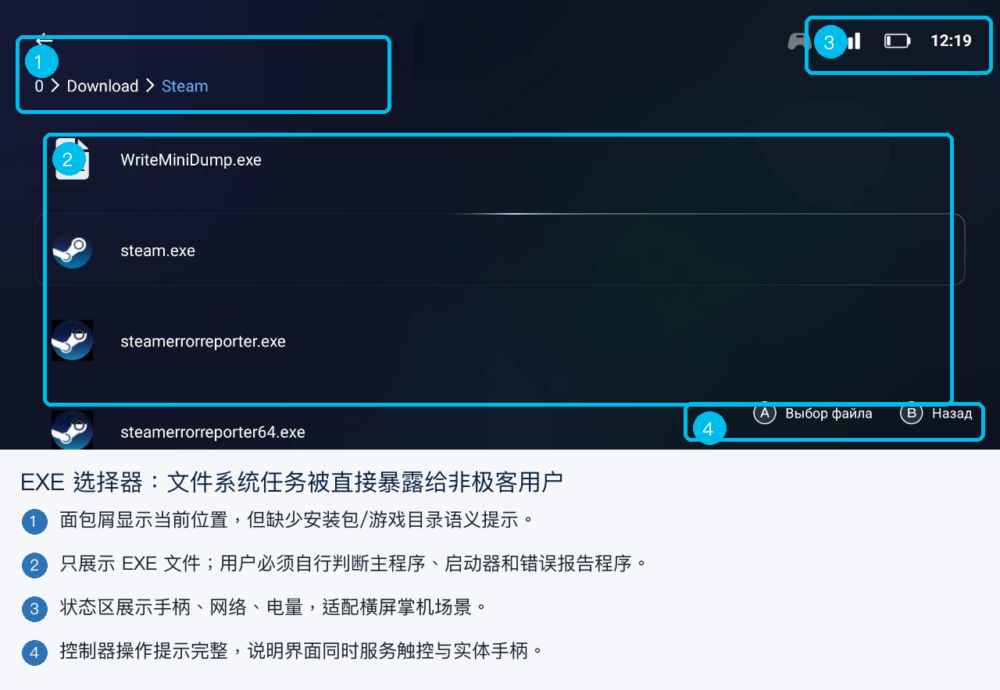 1
0 > Download > Steam
3
12:19
2
WriteMiniDump.exe
steam.exe
steamerrorreporter.exe
steamerrorreporter64.exe
4
A Выбор файла B Назад
EXE 选择器：文件系统任务被直接暴露给非极客用户
1 面包屑显示当前位置，但缺少安装包/游戏目录语义提示。
2 只展示 EXE 文件；用户必须自行判断主程序、启动器和错误报告程序。
3 状态区展示手柄、网络、电量，适配横屏掌机场景。
4 控制器操作提示完整，说明界面同时服务触控与实体手柄。